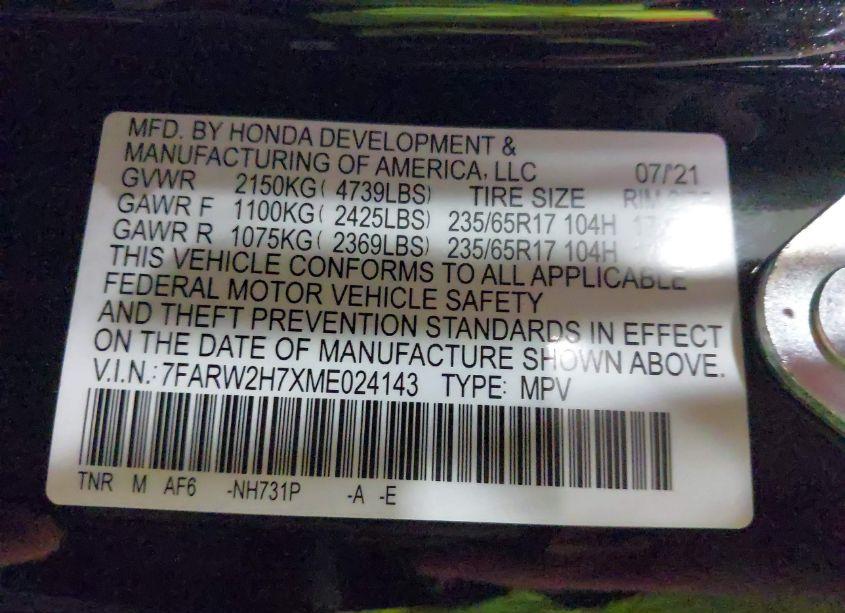 MFD. BY HONDA DEVELOPMENT &
MANUFACTURING OF AMERICA, LLC 07/'21
GVWR 2150KG( 4739LBS) TIRE SIZE RIM SIZE
GAWR F 1100KG( 2425LBS) 235/65R17 104H
GAWR R 1075KG( 2369LBS) 235/65R17 104H
THIS VEHICLE CONFORMS TO ALL APPLICABLE
FEDERAL MOTOR VEHICLE SAFETY
AND THEFT PREVENTION STANDARDS IN EFFECT
ON THE DATE OF MANUFACTURE SHOWN ABOVE.
V.I.N.: 7FARW2H7XME024143 TYPE: MPV
TNR M AF6 -NH731P -A -E